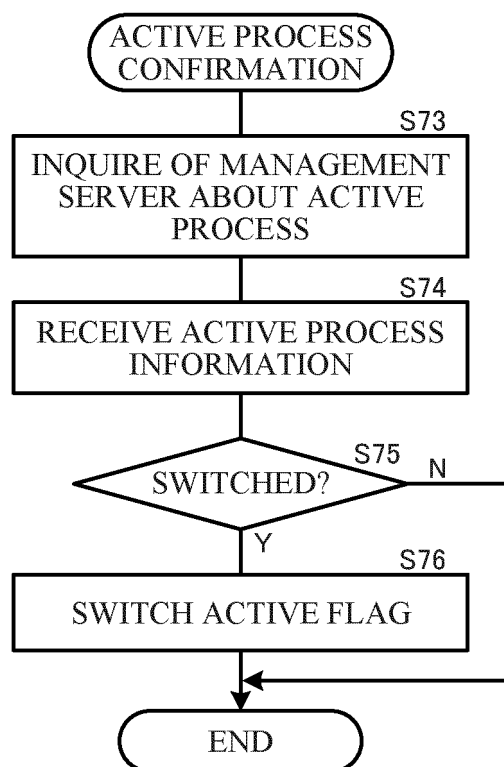 ACTIVE PROCESS
CONFIRMATION
S73
INQUIRE OF MANAGEMENT
SERVER ABOUT ACTIVE
PROCESS
S74
RECEIVE ACTIVE PROCESS
INFORMATION
S75
SWITCHED?
N
Y
S76
SWITCH ACTIVE FLAG
END